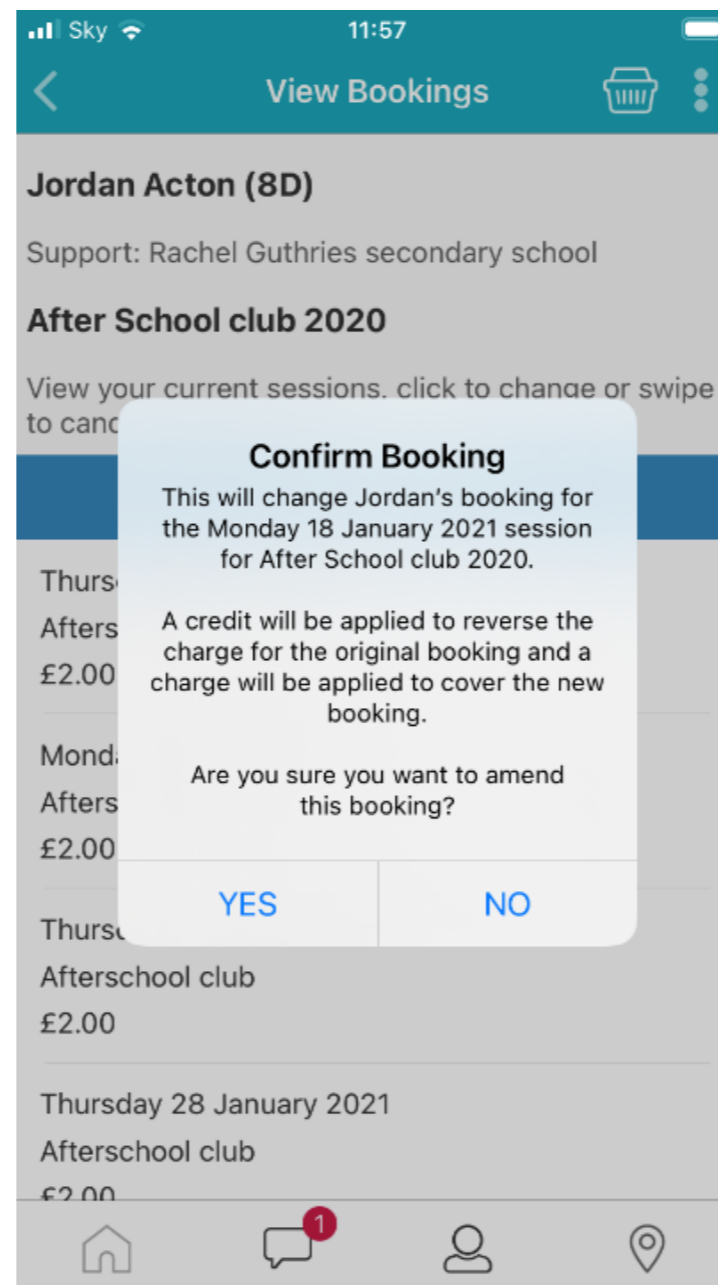 Sky 11:57
View Bookings
Jordan Acton (8D)
Support: Rachel Guthries secondary school
After School club 2020
View your current sessions, click to change or swipe
to
Confirm Booking
This will change Jordan's booking for
the Monday 18 January 2021 session
for After School club 2020.
A credit will be applied to reverse the
charge for the original booking and a
charge will be applied to cover the new
booking.
Are you sure you want to amend
this booking?
YES NO
£2.00
£2.00
Afterschool club
£2.00
Thursday 28 January 2021
Afterschool club
£2.00
1